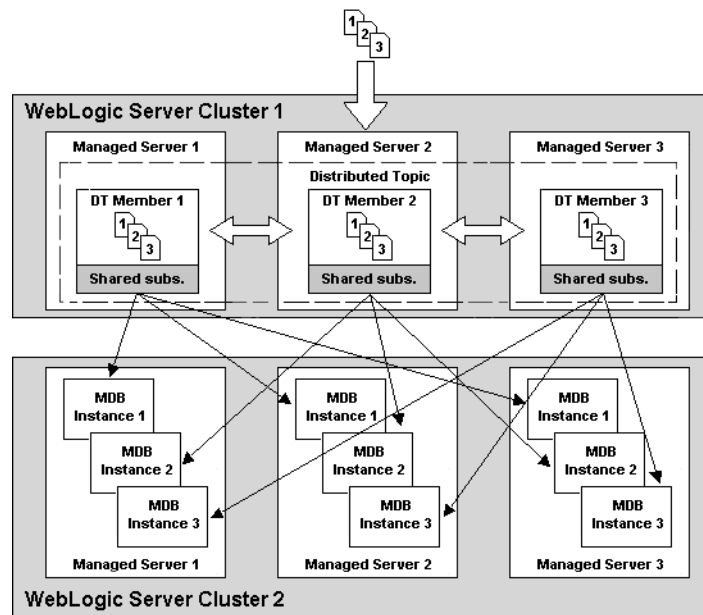 1
2
3
WebLogic Server Cluster 1
Managed Server 1
Managed Server 2
Managed Server 3
Distributed Topic
DT Member 1
1
2
3
Shared subs.
DT Member 2
1
2
3
Shared subs.
DT Member 3
1
2
3
Shared subs.
MDB
Instance 1
MDB
Instance 2
MDB
Instance 3
Managed Server 1
MDB
Instance 1
MDB
Instance 2
MDB
Instance 3
Managed Server 2
MDB
Instance 1
MDB
Instance 2
MDB
Instance 3
Managed Server 3
WebLogic Server Cluster 2